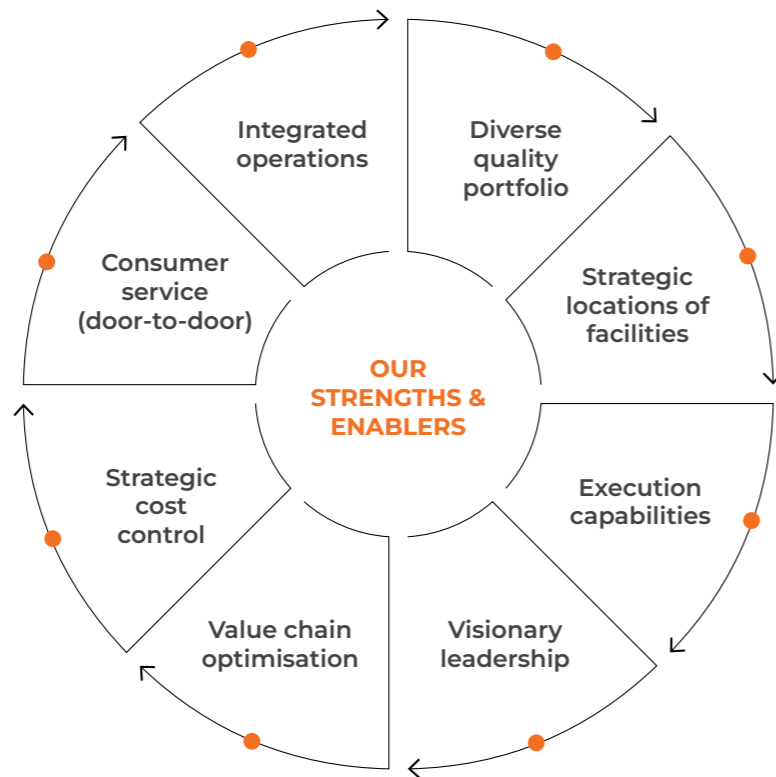 Integrated
operations
Diverse
quality
portfolio
Strategic
locations of
facilities
Execution
capabilities
Visionary
leadership
Value chain
optimisation
Strategic
cost
control
Consumer
service
(door-to-door)
OUR
STRENGTHS &
ENABLERS